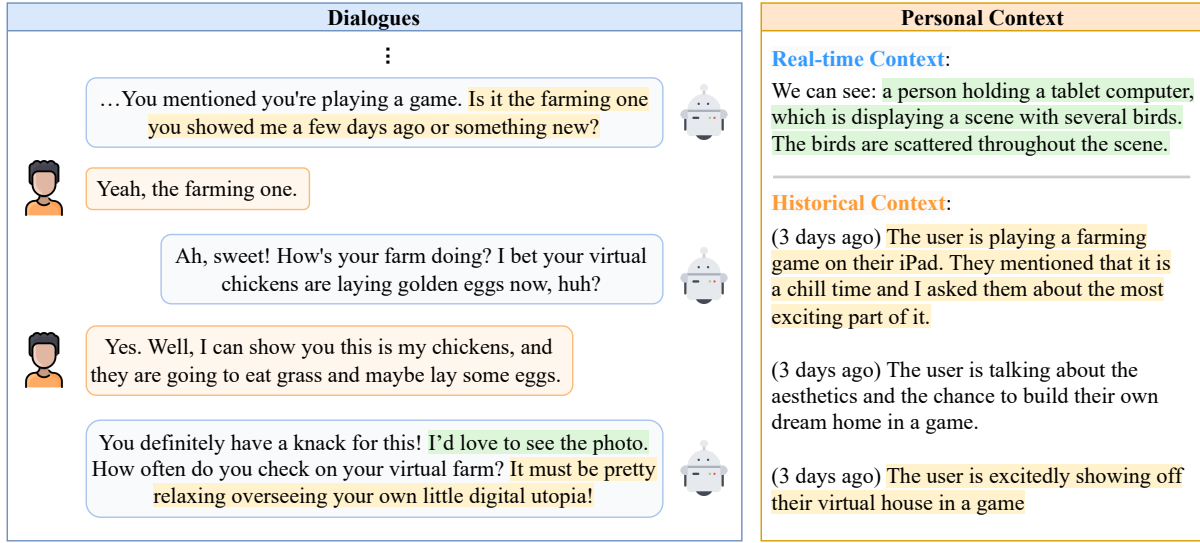 Dialogues
⋮
…You mentioned you're playing a game. Is it the farming one
you showed me a few days ago or something new?
Yeah, the farming one.
Ah, sweet! How's your farm doing? I bet your virtual
chickens are laying golden eggs now, huh?
Yes. Well, I can show you this is my chickens, and
they are going to eat grass and maybe lay some eggs.
You definitely have a knack for this! I'd love to see the photo.
How often do you check on your virtual farm? It must be pretty
relaxing overseeing your own little digital utopia!
Personal Context
Real-time Context:
We can see: a person holding a tablet computer,
which is displaying a scene with several birds.
The birds are scattered throughout the scene.
Historical Context:
(3 days ago) The user is playing a farming
game on their iPad. They mentioned that it is
a chill time and I asked them about the most
exciting part of it.
(3 days ago) The user is talking about the
aesthetics and the chance to build their own
dream home in a game.
(3 days ago) The user is excitedly showing off
their virtual house in a game